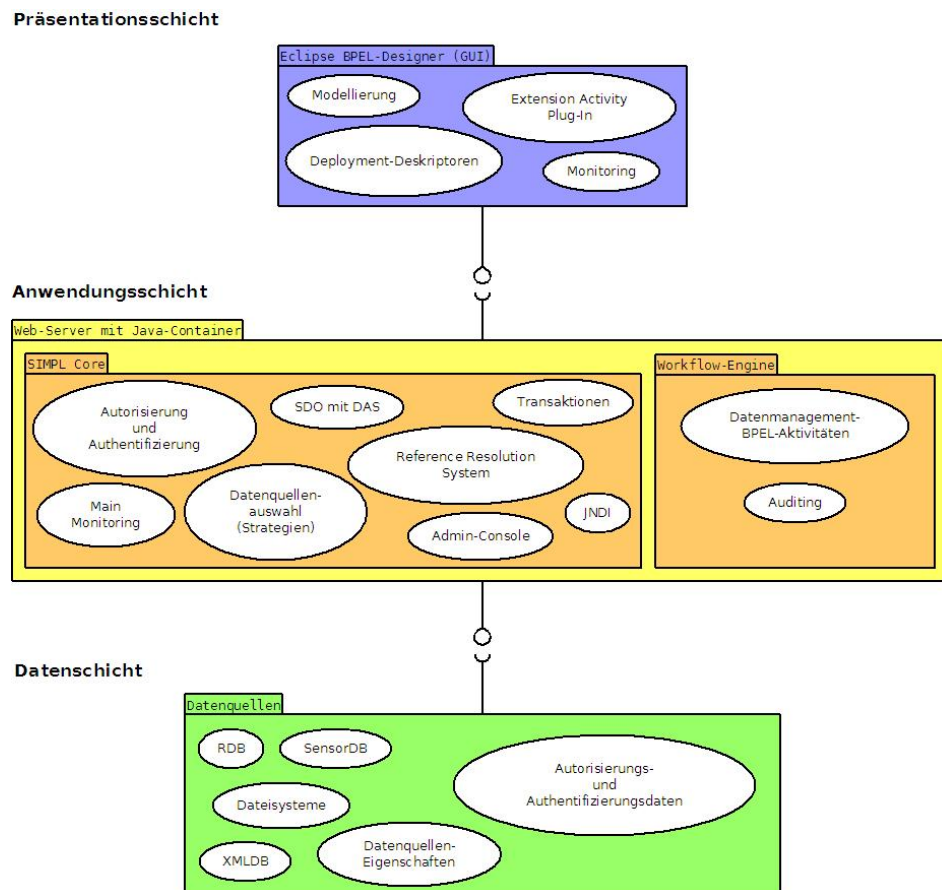 Präsentationsschicht
Eclipse BPEL-Designer (GUI)
Modellierung
Extension Activity
Plug-In
Deployment-Deskriptoren
Monitoring
Anwendungsschicht
Web-Server mit Java-Container
SIMPL Core
Autorisierung
und
Authentifizierung
SDO mit DAS
Transaktionen
Reference Resolution
System
Main
Monitoring
Datenquellen-
auswahl
(Strategien)
Admin-Console
JNDI
Workflow-Engine
Datenmanagement-
BPEL-Aktivitäten
Auditing
Datenschicht
Datenquellen
RDB
SensorDB
Autorisierungs-
und
Authentifizierungsdaten
Dateisysteme
XMLDB
Datenquellen-
Eigenschaften